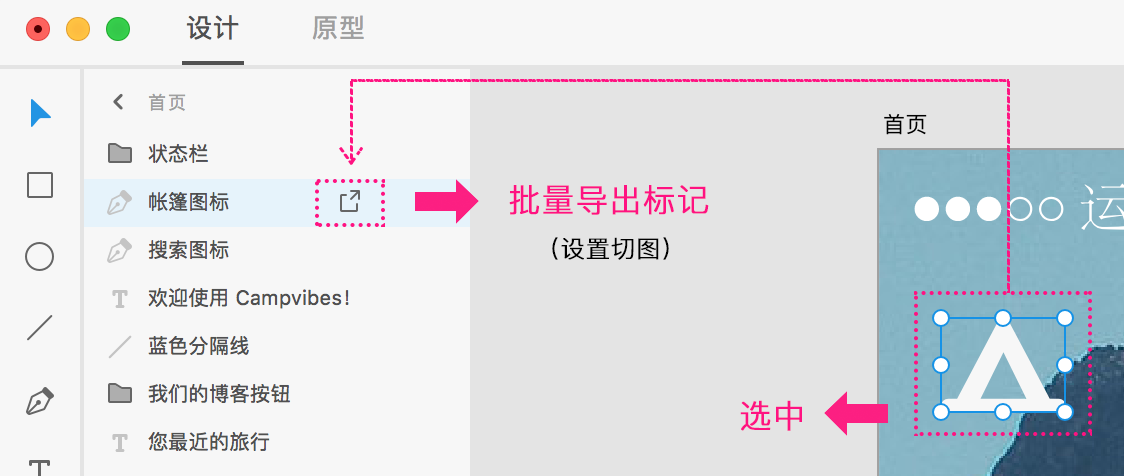 设计
原型
首页
状态栏
帐篷图标
搜索图标
欢迎使用 Campvibes!
蓝色分隔线
我们的博客按钮
您最近的旅行
批量导出标记
（设置切图）
首页
运
选中